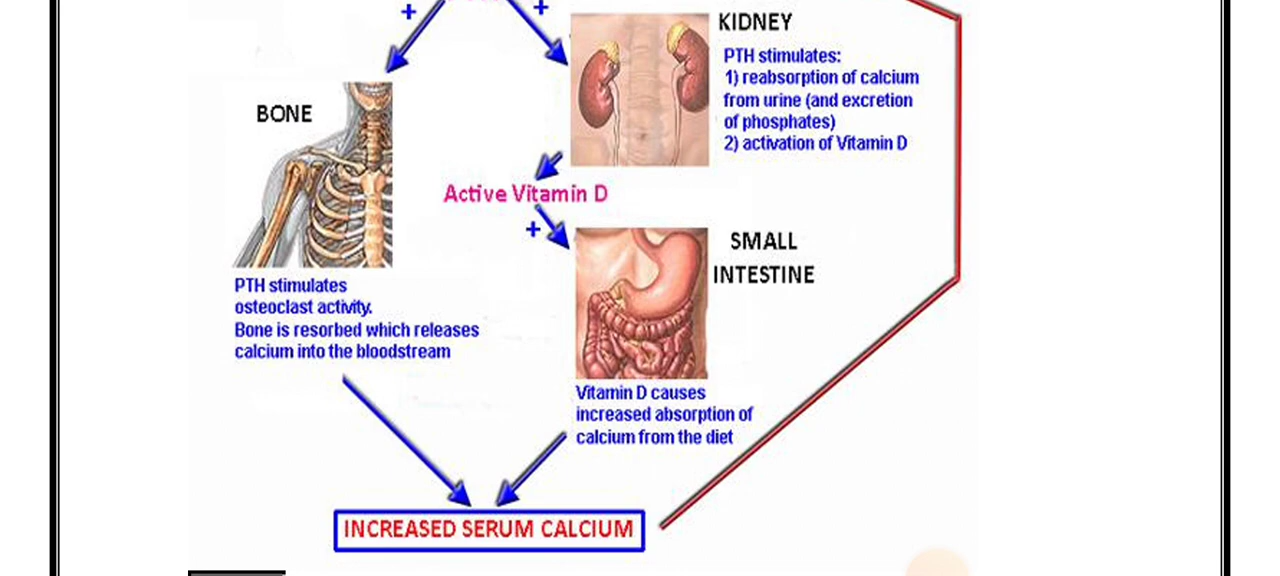 +
+
KIDNEY
PTH stimulates:
1) reabsorption of calcium
from urine (and excretion
of phosphates)
2) activation of Vitamin D
BONE
Active Vitamin D
+
SMALL
INTESTINE
PTH stimulates
osteoclast activity.
Bone is resorbed which releases
calcium into the bloodstream
Vitamin D causes
increased absorption of
calcium from the diet
INCREASED SERUM CALCIUM